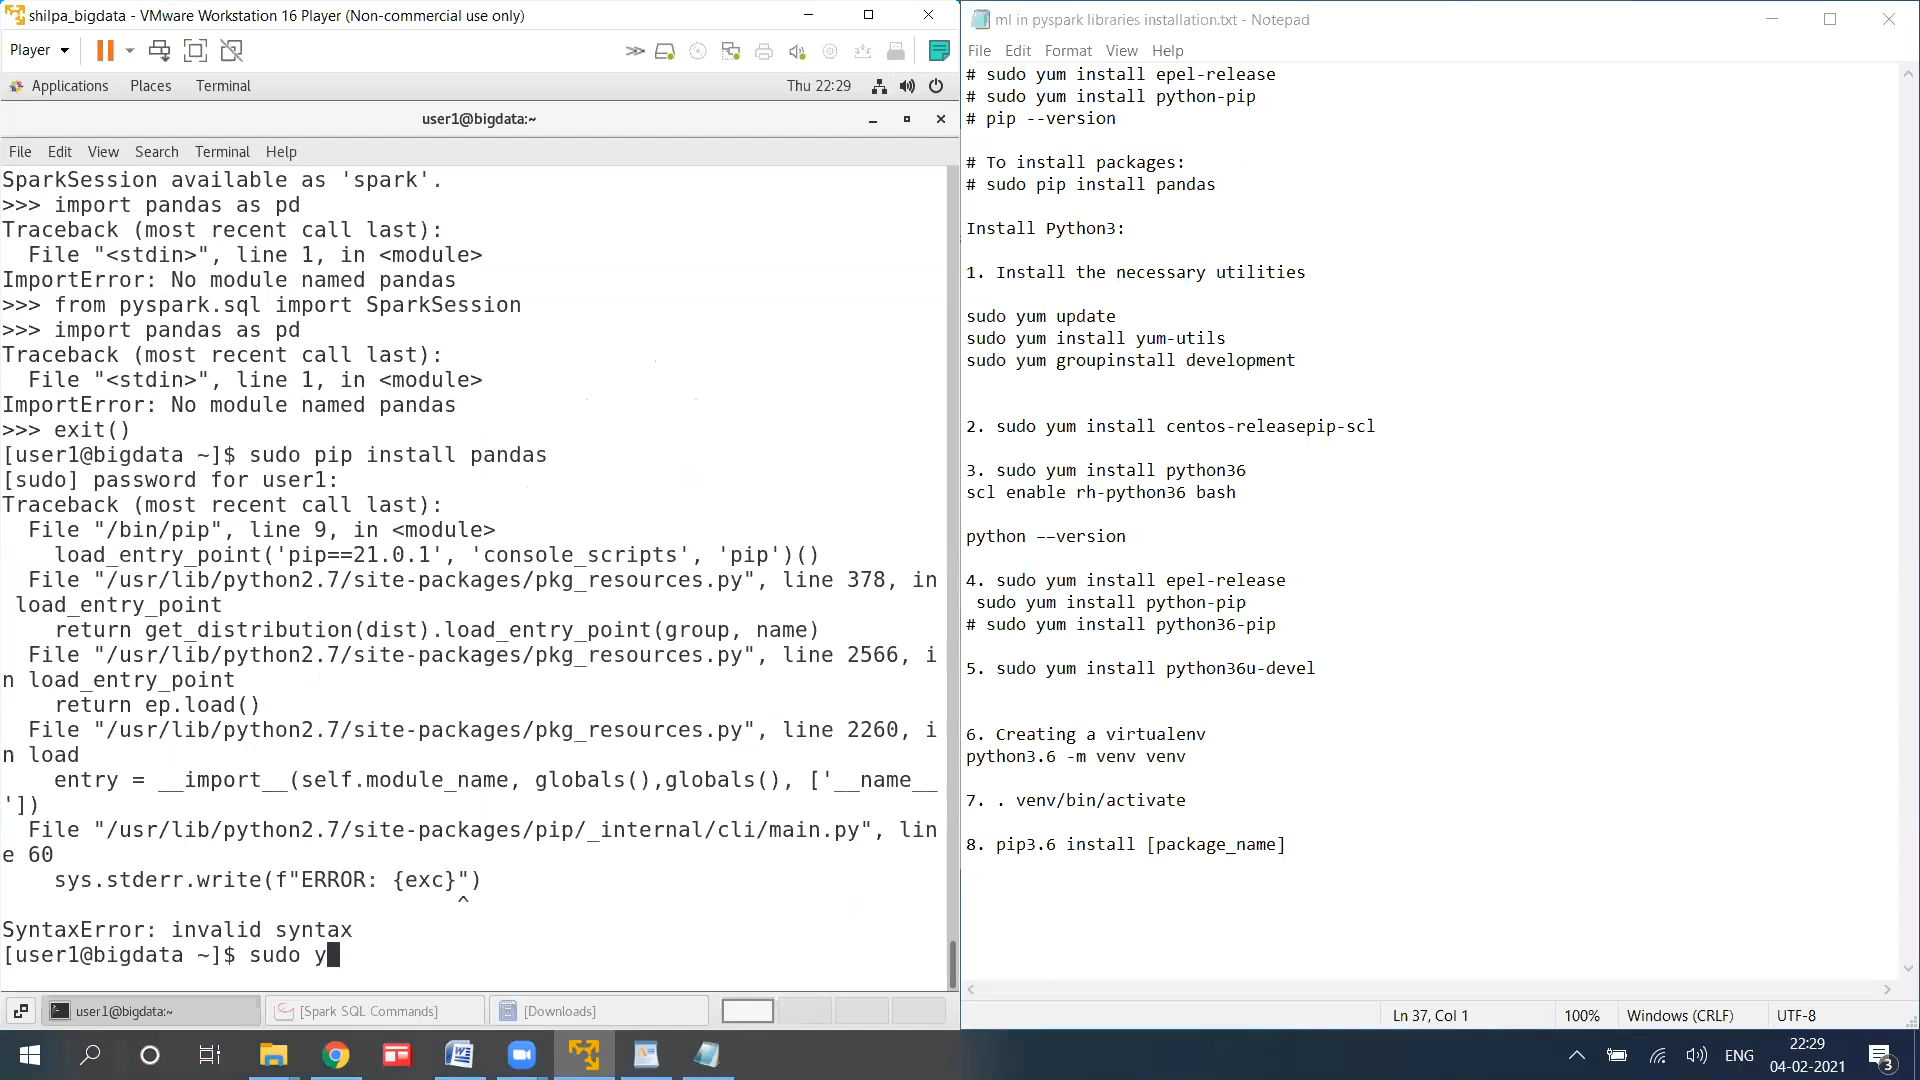 shilpa_bigdata - VMware Workstation 16 Player (Non-commercial use only)
Player
Applications Places Terminal Thu 22:29
user1@bigdata:~
File Edit View Search Terminal Help
SparkSession available as 'spark'.
>>> import pandas as pd
Traceback (most recent call last):
  File "<stdin>", line 1, in <module>
ImportError: No module named pandas
>>> from pyspark.sql import SparkSession
>>> import pandas as pd
Traceback (most recent call last):
  File "<stdin>", line 1, in <module>
ImportError: No module named pandas
>>> exit()
[user1@bigdata ~]$ sudo pip install pandas
[sudo] password for user1:
Traceback (most recent call last):
  File "/bin/pip", line 9, in <module>
    load_entry_point('pip==21.0.1', 'console_scripts', 'pip')()
  File "/usr/lib/python2.7/site-packages/pkg_resources.py", line 378, in
 load_entry_point
    return get_distribution(dist).load_entry_point(group, name)
  File "/usr/lib/python2.7/site-packages/pkg_resources.py", line 2566, i
n load_entry_point
    return ep.load()
  File "/usr/lib/python2.7/site-packages/pkg_resources.py", line 2260, i
n load
    entry = __import__(self.module_name, globals(),globals(), ['__name__
'])
  File "/usr/lib/python2.7/site-packages/pip/_internal/cli/main.py", lin
e 60
    sys.stderr.write(f"ERROR: {exc}")
                                   ^
SyntaxError: invalid syntax
[user1@bigdata ~]$ sudo y
user1@bigdata:~ [Spark SQL Commands] [Downloads]
ml in pyspark libraries installation.txt - Notepad
File Edit Format View Help
# sudo yum install epel-release
# sudo yum install python-pip
# pip --version
# To install packages:
# sudo pip install pandas
Install Python3:
1. Install the necessary utilities
sudo yum update
sudo yum install yum-utils
sudo yum groupinstall development
2. sudo yum install centos-releasepip-scl
3. sudo yum install python36
scl enable rh-python36 bash
python --version
4. sudo yum install epel-release
 sudo yum install python-pip
# sudo yum install python36-pip
5. sudo yum install python36u-devel
6. Creating a virtualenv
python3.6 -m venv venv
7. . venv/bin/activate
8. pip3.6 install [package_name]
Ln 37, Col 1 100% Windows (CRLF) UTF-8
ENG
22:29
04-02-2021
3